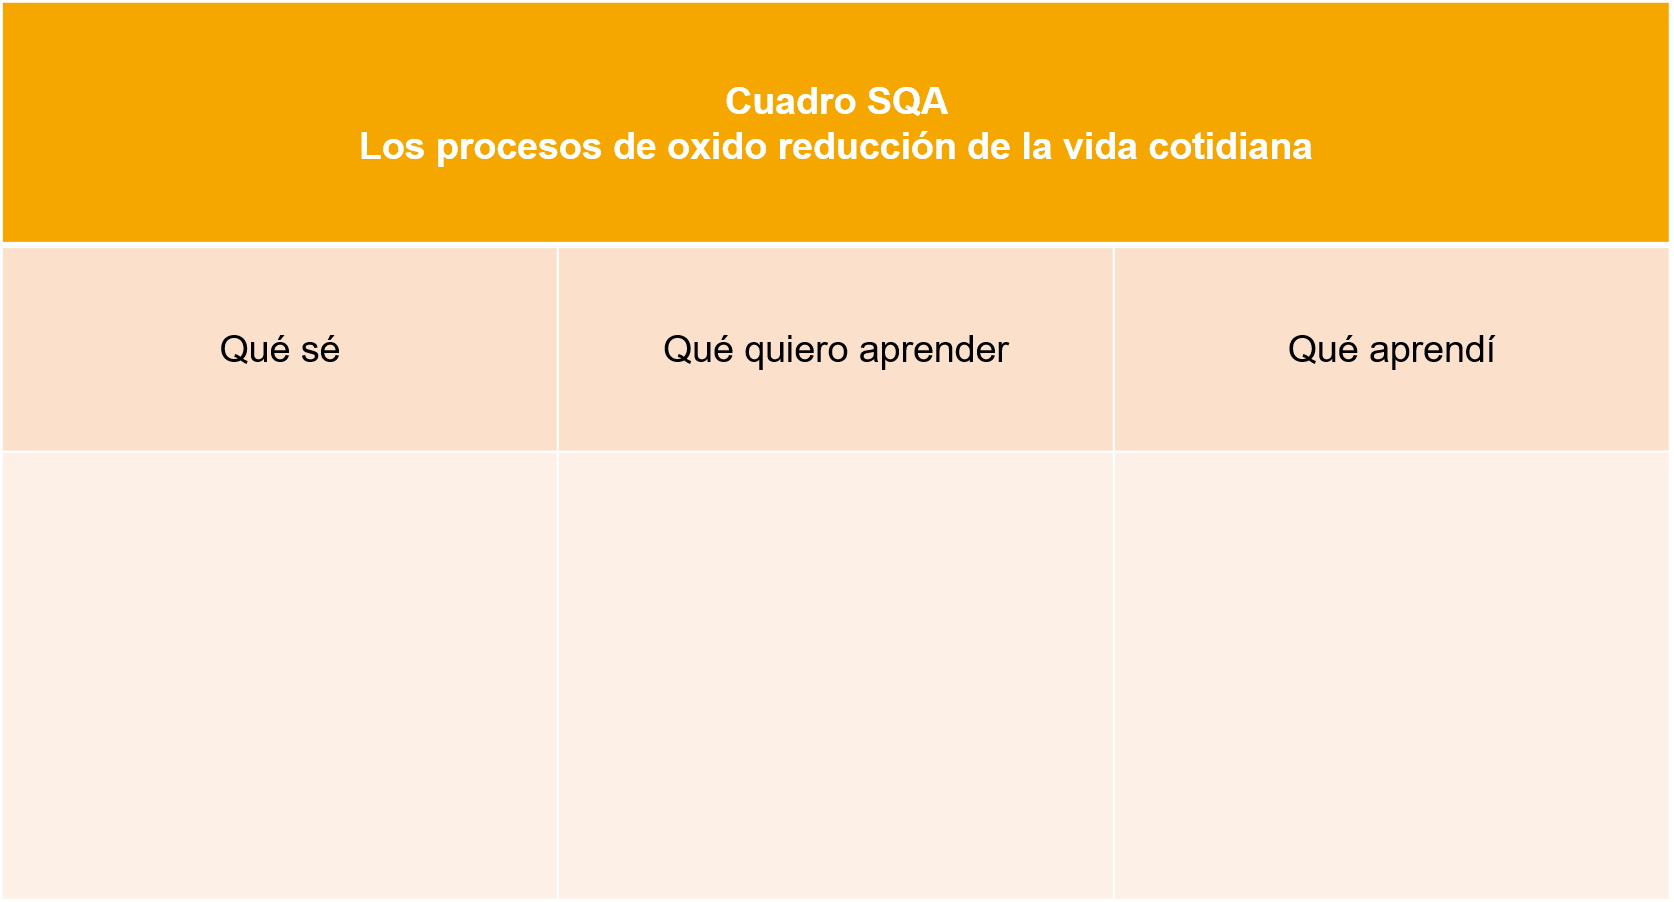 Cuadro SQA
Los procesos de oxido reducción de la vida cotidiana
Qué sé
Qué quiero aprender
Qué aprendí